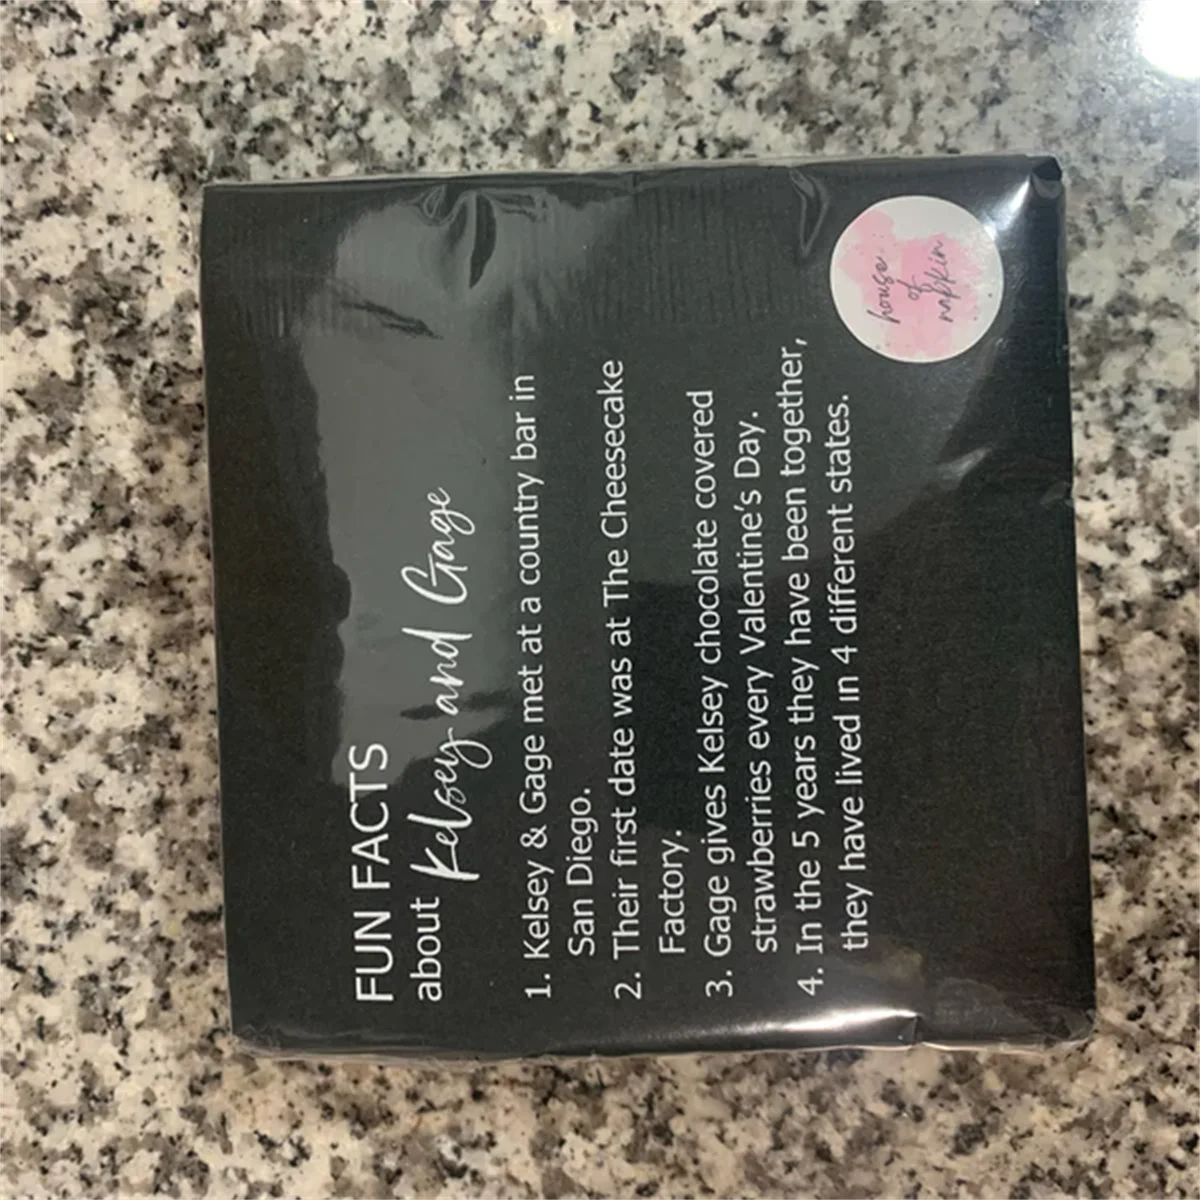 FUN FACTS
about Kelsey and Gage
1. Kelsey & Gage met at a country bar in
San Diego.
2. Their first date was at The Cheesecake
Factory.
3. Gage gives Kelsey chocolate covered
strawberries every Valentine's Day.
4. In the 5 years they have been together,
they have lived in 4 different states.
house
of
napkin